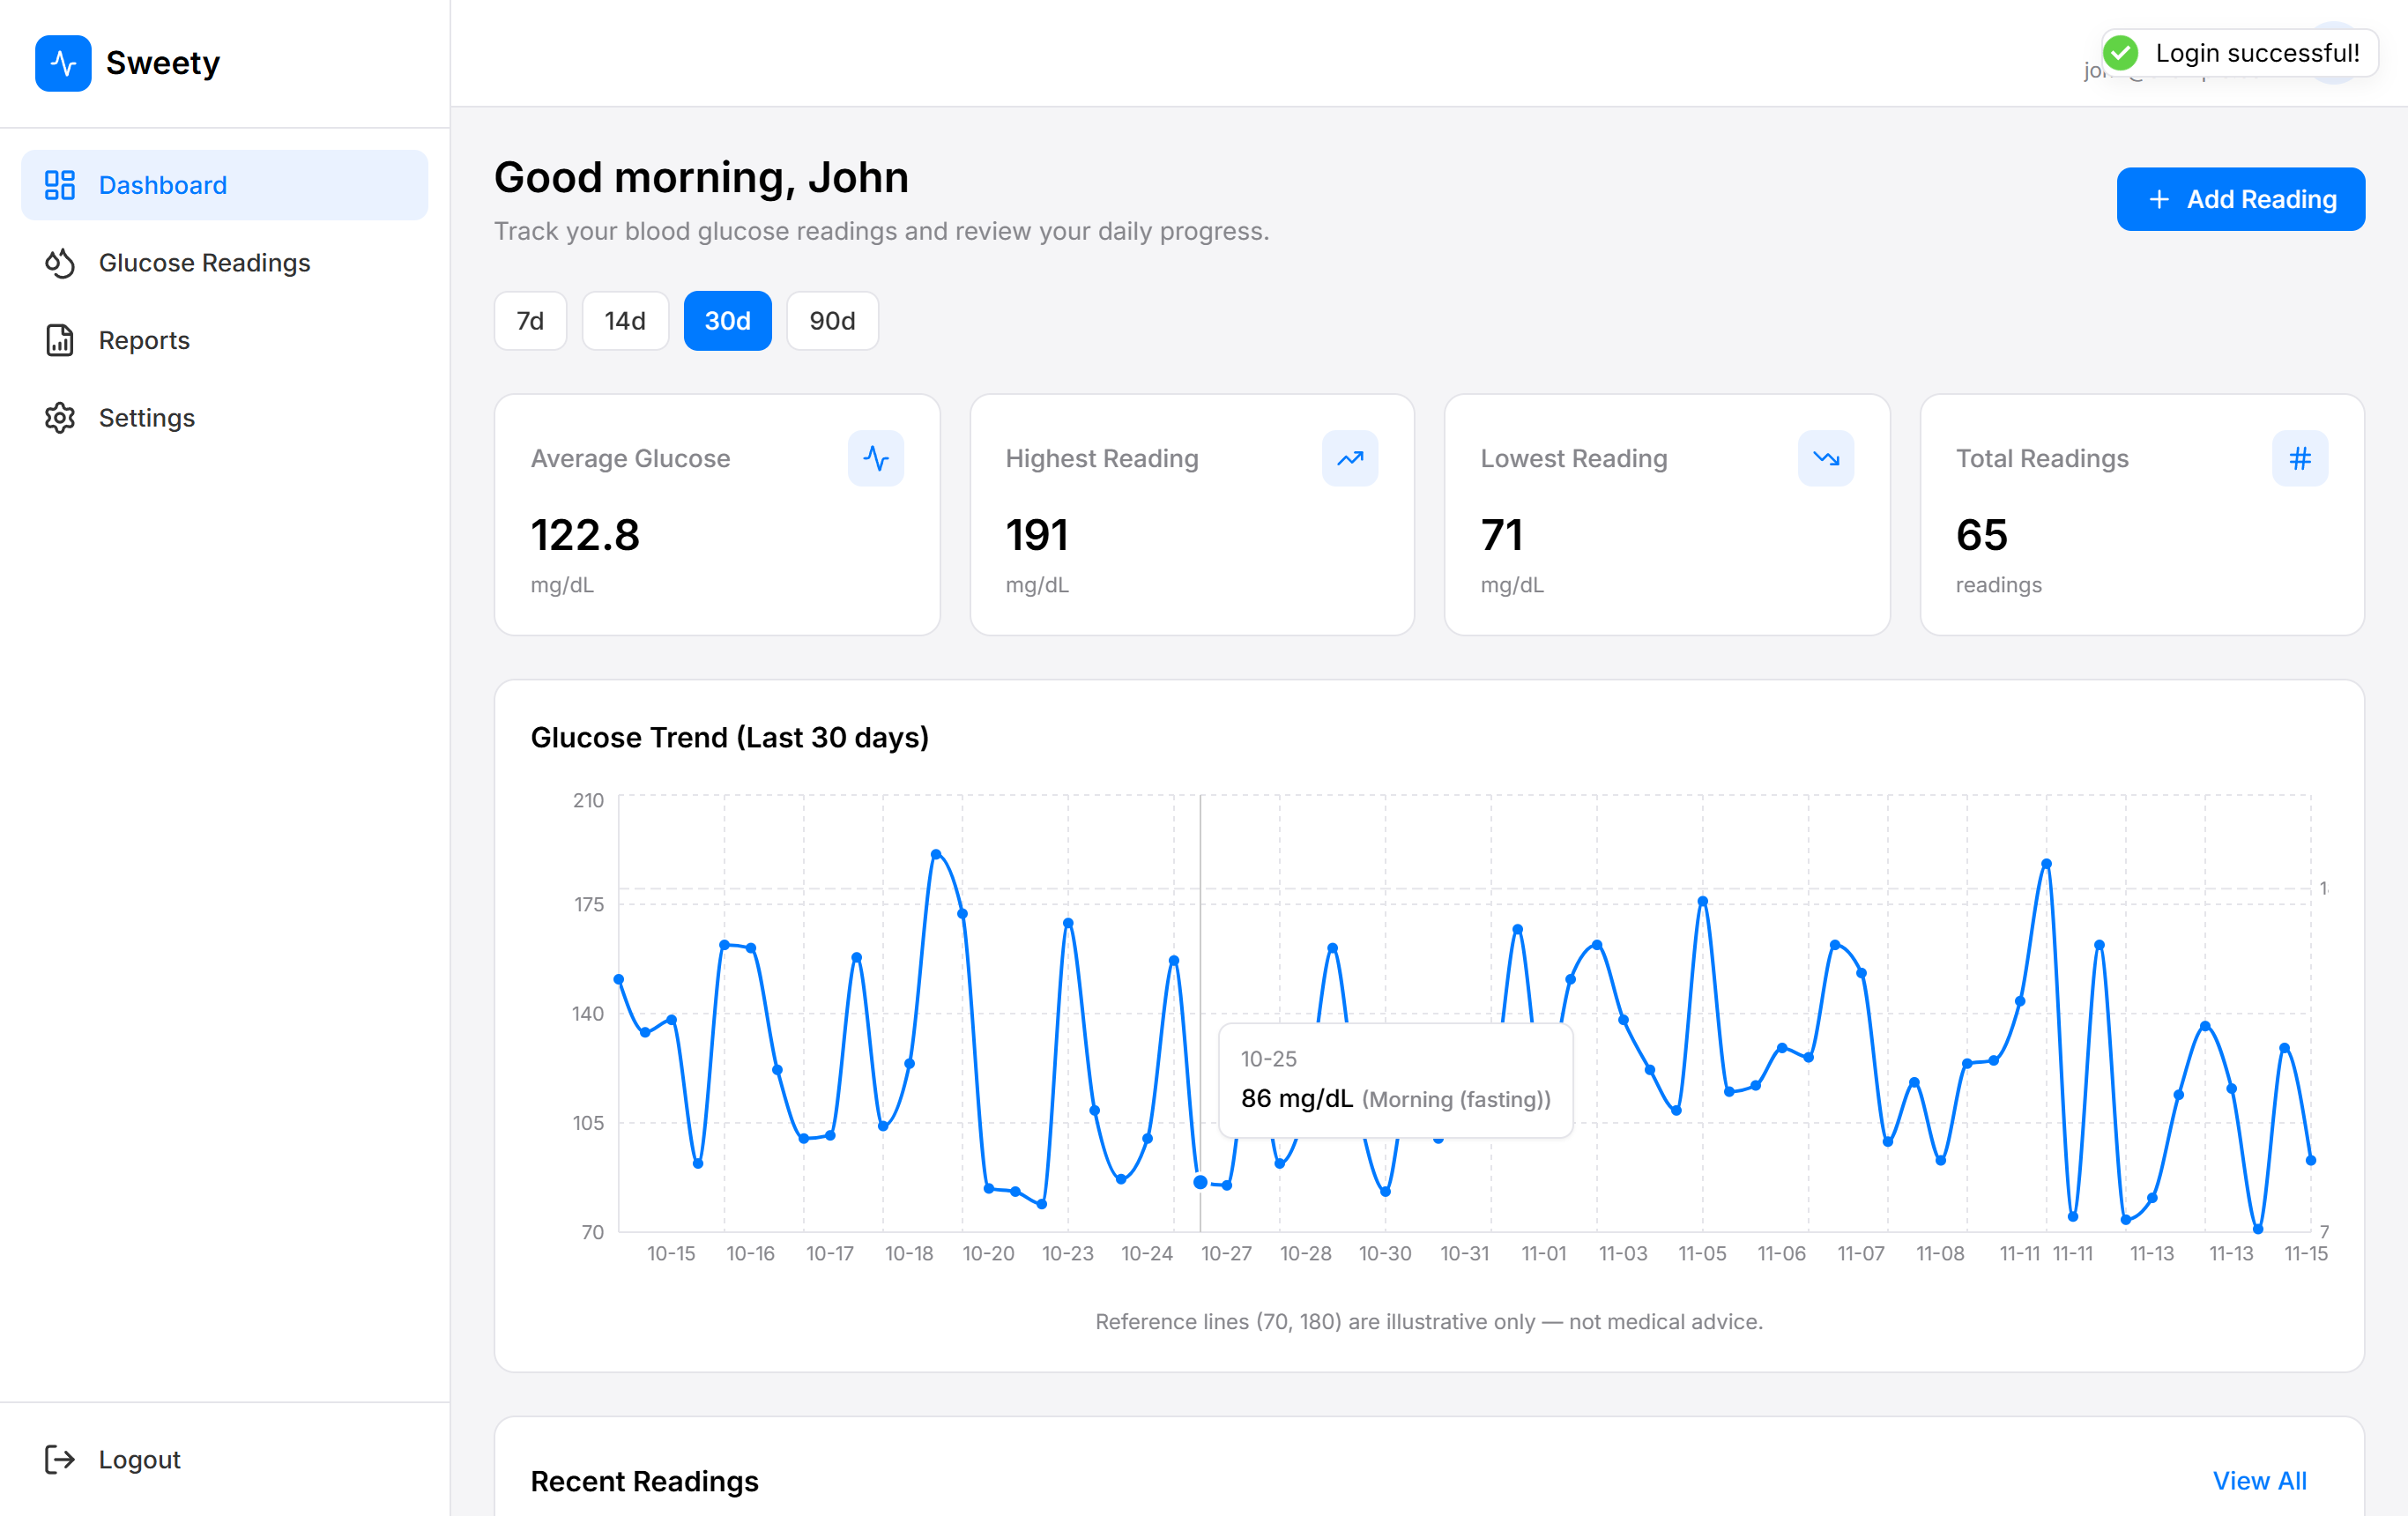 Sweety
Login successful!
Dashboard
Glucose Readings
Reports
Settings
Logout
Good morning, John
Track your blood glucose readings and review your daily progress.
+ Add Reading
7d 14d 30d 90d
Average Glucose
122.8
mg/dL
Highest Reading
191
mg/dL
Lowest Reading
71
mg/dL
Total Readings
#
65
readings
Glucose Trend (Last 30 days)
210
175
140
105
70
10-25
86 mg/dL (Morning (fasting))
10-15 10-16 10-17 10-18 10-20 10-23 10-24 10-27 10-28 10-30 10-31 11-01 11-03 11-05 11-06 11-07 11-08 11-11 11-11 11-13 11-13 11-15
Reference lines (70, 180) are illustrative only — not medical advice.
Recent Readings
View All